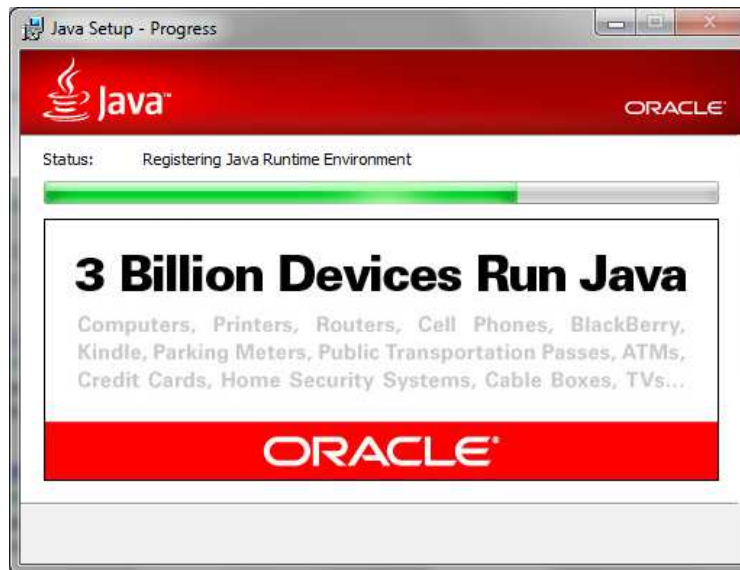 Java Setup - Progress
Java™
ORACLE
Status: Registering Java Runtime Environment
3 Billion Devices Run Java
Computers, Printers, Routers, Cell Phones, BlackBerry,
Kindle, Parking Meters, Public Transportation Passes, ATMs,
Credit Cards, Home Security Systems, Cable Boxes, TVs...
ORACLE®